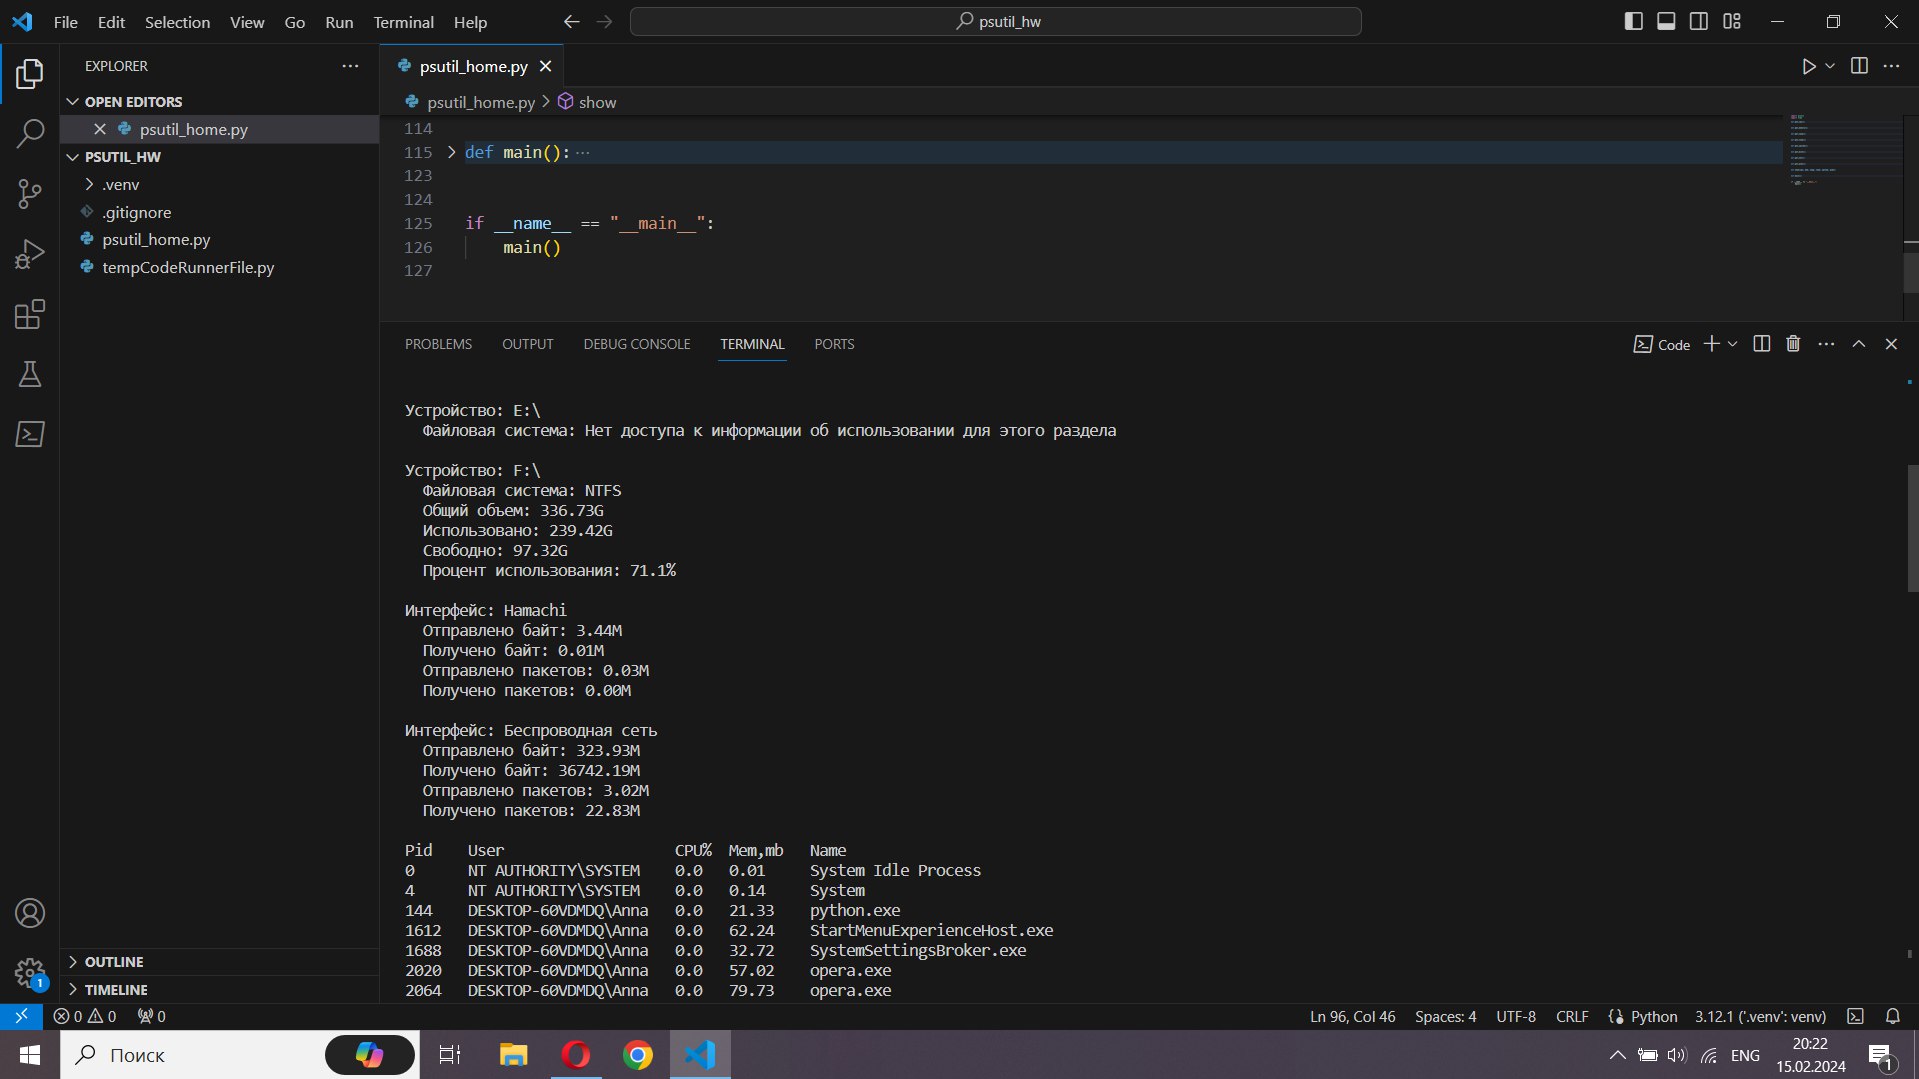 File Edit Selection View Go Run Terminal Help
psutil_hw
EXPLORER
OPEN EDITORS
psutil_home.py
PSUTIL_HW
.venv
.gitignore
psutil_home.py
tempCodeRunnerFile.py
OUTLINE
TIMELINE
psutil_home.py
psutil_home.py > show
114
115 def main(): ...
123
124
125 if __name__ == "__main__":
126 main()
127
PROBLEMS OUTPUT DEBUG CONSOLE TERMINAL PORTS
Code
Устройство: E:\
Файловая система: Нет доступа к информации об использовании для этого раздела
Устройство: F:\
Файловая система: NTFS
Общий объем: 336.73G
Использовано: 239.42G
Свободно: 97.32G
Процент использования: 71.1%
Интерфейс: Hamachi
Отправлено байт: 3.44M
Получено байт: 0.01M
Отправлено пакетов: 0.03M
Получено пакетов: 0.00M
Интерфейс: Беспроводная сеть
Отправлено байт: 323.93M
Получено байт: 36742.19M
Отправлено пакетов: 3.02M
Получено пакетов: 22.83M
Pid User CPU% Mem,mb Name
0 NT AUTHORITY\SYSTEM 0.0 0.01 System Idle Process
4 NT AUTHORITY\SYSTEM 0.0 0.14 System
144 DESKTOP-60VDMDQ\Anna 0.0 21.33 python.exe
1612 DESKTOP-60VDMDQ\Anna 0.0 62.24 StartMenuExperienceHost.exe
1688 DESKTOP-60VDMDQ\Anna 0.0 32.72 SystemSettingsBroker.exe
2020 DESKTOP-60VDMDQ\Anna 0.0 57.02 opera.exe
2064 DESKTOP-60VDMDQ\Anna 0.0 79.73 opera.exe
1
0 0 0
Ln 96, Col 46 Spaces: 4 UTF-8 CRLF Python 3.12.1 ('.venv': venv)
Поиск
ENG
20:22
15.02.2024
1